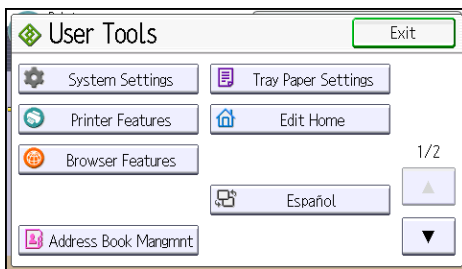 User Tools
Exit
System Settings
Tray Paper Settings
Printer Features
Edit Home
Browser Features
1/2
Español
Address Book Mangmnt